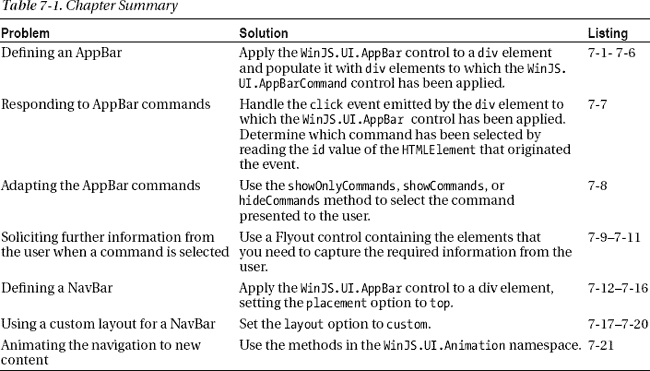 Table 7-1. Chapter Summary
Problem Solution Listing
Defining an AppBar Apply the WinJS.UI.AppBar control to a div element 7-1- 7-6
and populate it with div elements to which the WinJS.
UI.AppBarCommand control has been applied.
Responding to AppBar commands Handle the click event emitted by the div element to 7-7
which the WinJS.UI.AppBar control has been applied.
Determine which command has been selected by
reading the id value of the HTMLElement that originated
the event.
Adapting the AppBar commands Use the showOnlyCommands, showCommands, or 7-8
hideCommands method to select the command
presented to the user.
Soliciting further information from Use a Flyout control containing the elements that 7-9–7-11
the user when a command is selected you need to capture the required information from the
user.
Defining a NavBar Apply the WinJS.UI.AppBar control to a div element, 7-12–7-16
setting the placement option to top.
Using a custom layout for a NavBar Set the layout option to custom. 7-17–7-20
Animating the navigation to new Use the methods in the WinJS.UI.Animation namespace. 7-21
content